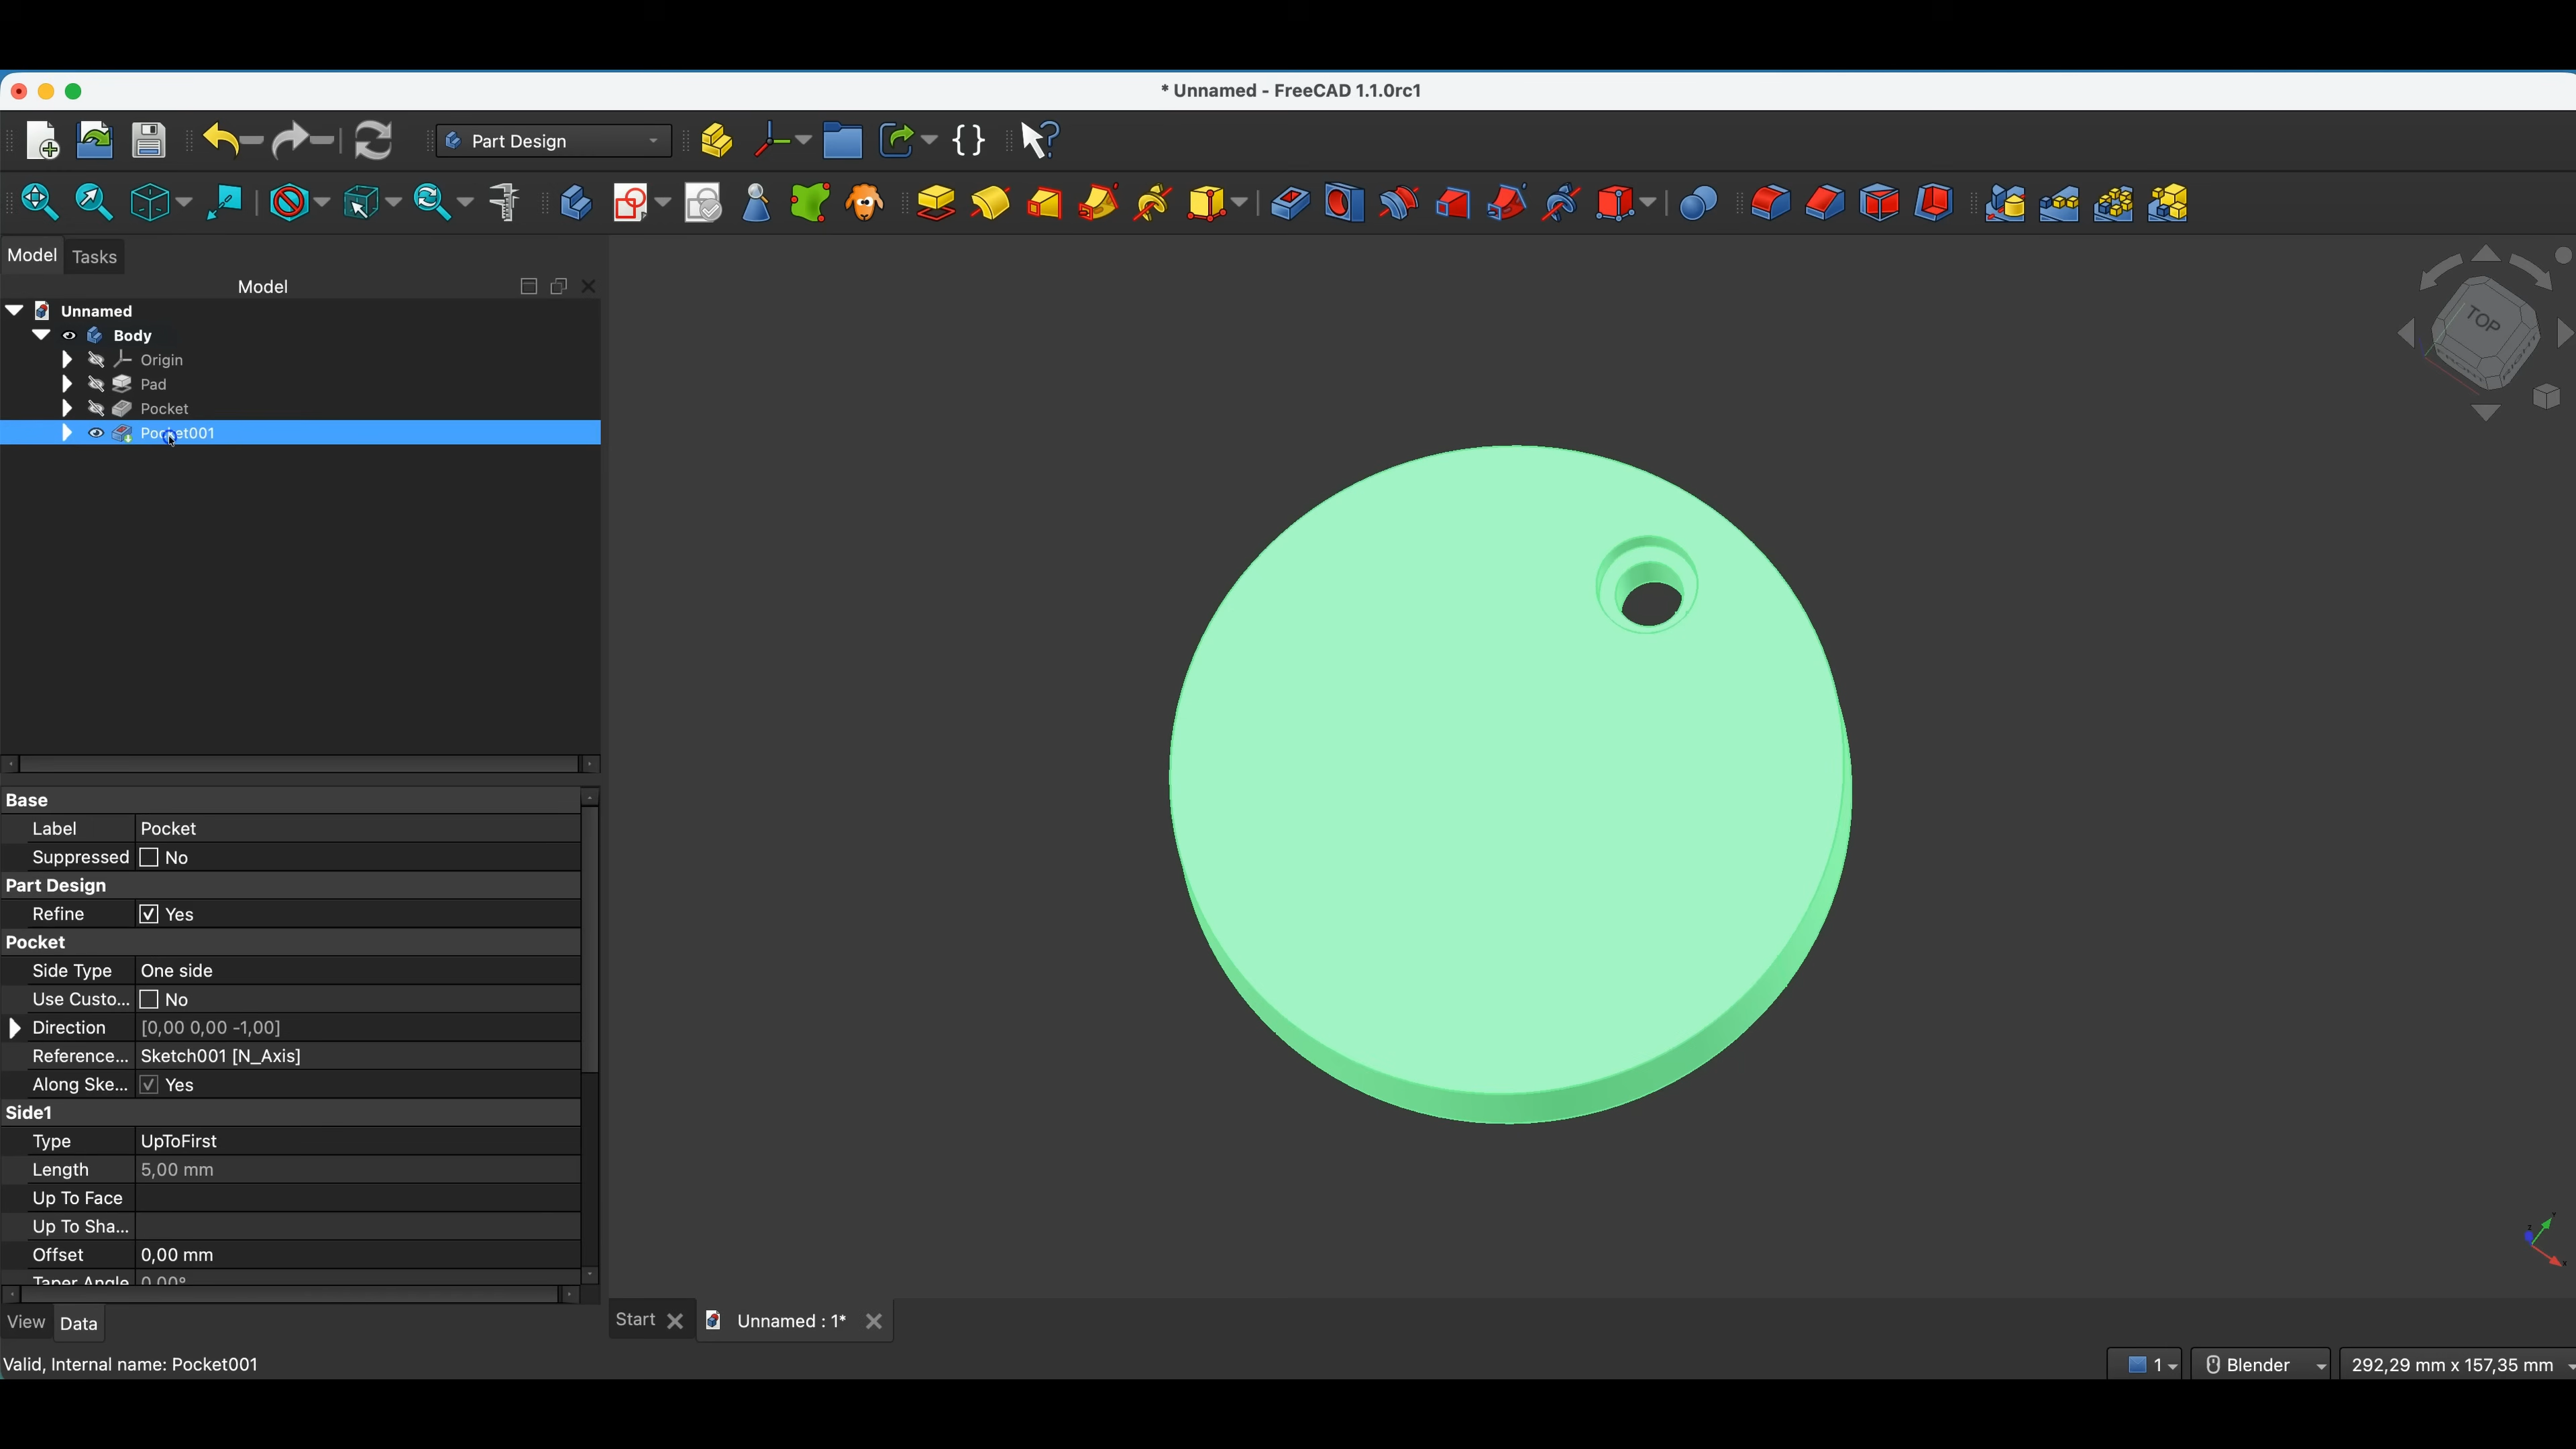 * Unnamed - FreeCAD 1.1.0rc1
Part Design
Model Tasks
Model
Unnamed
Body
Origin
Pad
Pocket
Pocket001
TOP
Base
Label Pocket
Suppressed No
Part Design
Refine Yes
Pocket
Side Type One side
Use Custo... No
Direction [0,00 0,00 -1,00]
Reference... Sketch001 [N_Axis]
Along Ske... Yes
Side1
Type UpToFirst
Length 5,00 mm
Up To Face
Up To Sha...
Offset 0,00 mm
Taper Angle 0,00°
View Data
Start Unnamed : 1*
Valid, Internal name: Pocket001
1 Blender 292,29 mm x 157,35 mm